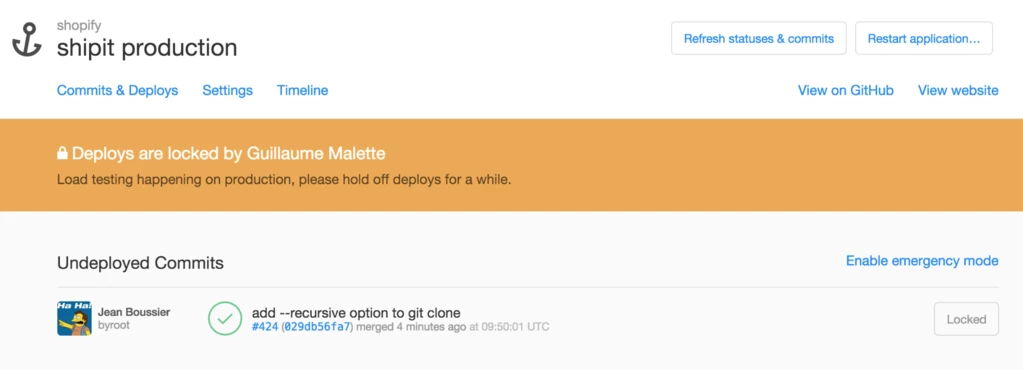 shopify
shipit production
Refresh statuses & commits
Restart application…
Commits & Deploys
Settings
Timeline
View on GitHub
View website
Deploys are locked by Guillaume Malette
Load testing happening on production, please hold off deploys for a while.
Undeployed Commits
Enable emergency mode
Ha Ha!
Jean Boussier
byroot
add --recursive option to git clone
#424 (029db56fa7) merged 4 minutes ago at 09:50:01 UTC
Locked